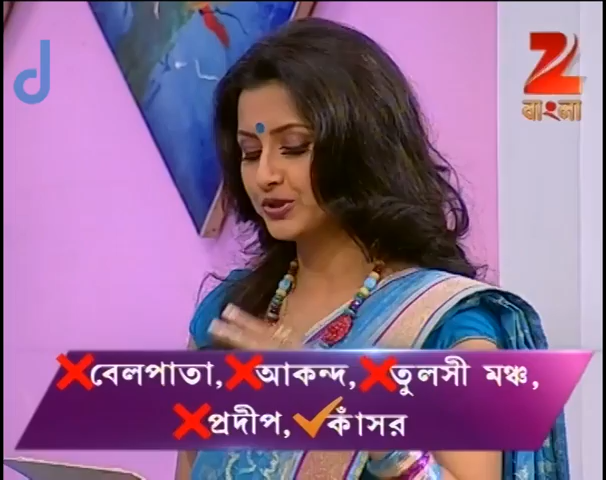 d
Z
বাংলা
বেলপাতা, আকন্দ, তুলসী মঞ্চ,
প্রদীপ, কাঁসর